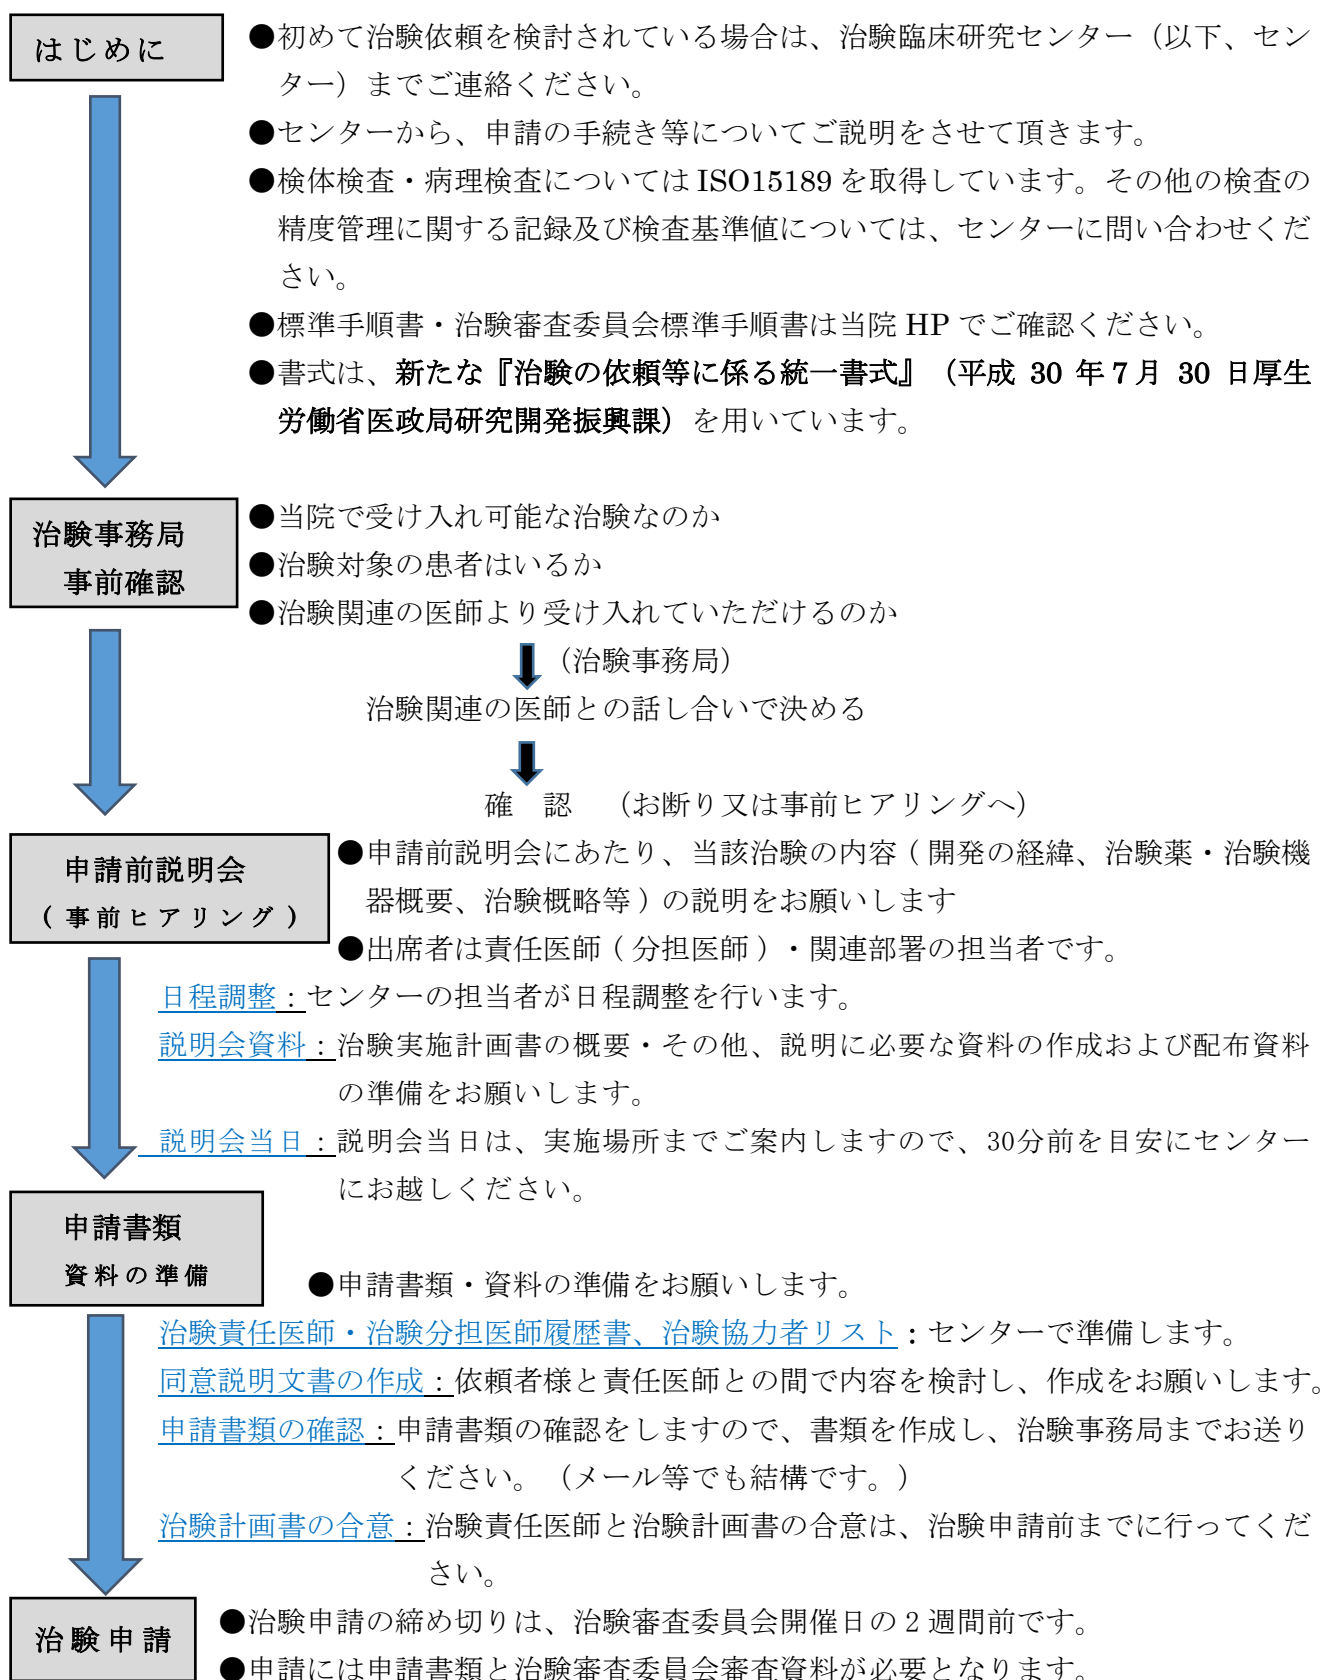 はじめに
●初めて治験依頼を検討されている場合は、治験臨床研究センター（以下、セン
ター）までご連絡ください。
●センターから、申請の手続き等についてご説明をさせて頂きます。
●検体検査・病理検査については ISO15189 を取得しています。その他の検査の
精度管理に関する記録及び検査基準値については、センターに問い合わせくだ
さい。
●標準手順書・治験審査委員会標準手順書は当院 HP でご確認ください。
●書式は、新たな『治験の依頼等に係る統一書式』（平成 30 年７月 30 日厚生
労働省医政局研究開発振興課）を用いています。
治験事務局
事前確認
●当院で受け入れ可能な治験なのか
●治験対象の患者はいるか
●治験関連の医師より受け入れていただけるのか
（治験事務局）
治験関連の医師との話し合いで決める
確　認　（お断り又は事前ヒアリングへ）
申請前説明会
（事前ヒアリング）
●申請前説明会にあたり、当該治験の内容（開発の経緯、治験薬・治験機
器概要、治験概略等）の説明をお願いします
●出席者は責任医師（分担医師）・関連部署の担当者です。
日程調整：センターの担当者が日程調整を行います。
説明会資料：治験実施計画書の概要・その他、説明に必要な資料の作成および配布資料
の準備をお願いします。
説明会当日：説明会当日は、実施場所までご案内しますので、30分前を目安にセンター
にお越しください。
申請書類
資料の準備
●申請書類・資料の準備をお願いします。
治験責任医師・治験分担医師履歴書、治験協力者リスト：センターで準備します。
同意説明文書の作成：依頼者様と責任医師との間で内容を検討し、作成をお願いします。
申請書類の確認：申請書類の確認をしますので、書類を作成し、治験事務局までお送り
ください。（メール等でも結構です。）
治験計画書の合意：治験責任医師と治験計画書の合意は、治験申請前までに行ってくだ
さい。
治験申請
●治験申請の締め切りは、治験審査委員会開催日の 2 週間前です。
●申請には申請書類と治験審査委員会審査資料が必要となります。